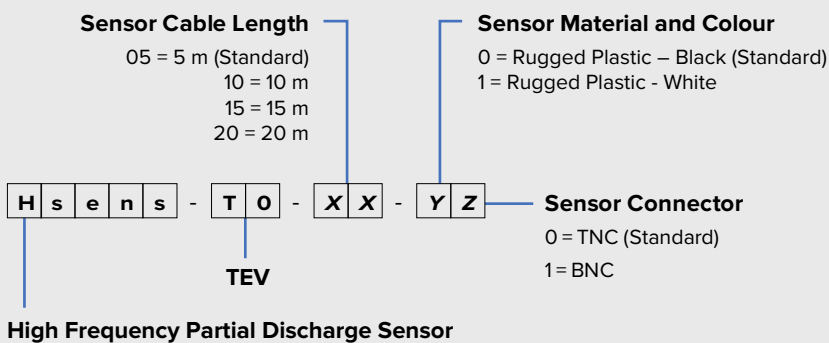 Sensor Cable Length
05 = 5 m (Standard)
10 = 10 m
15 = 15 m
20 = 20 m
Sensor Material and Colour
0 = Rugged Plastic – Black (Standard)
1 = Rugged Plastic - White
H s e n s - T 0 - X X - Y Z
Sensor Connector
0 = TNC (Standard)
1 = BNC
TEV
High Frequency Partial Discharge Sensor